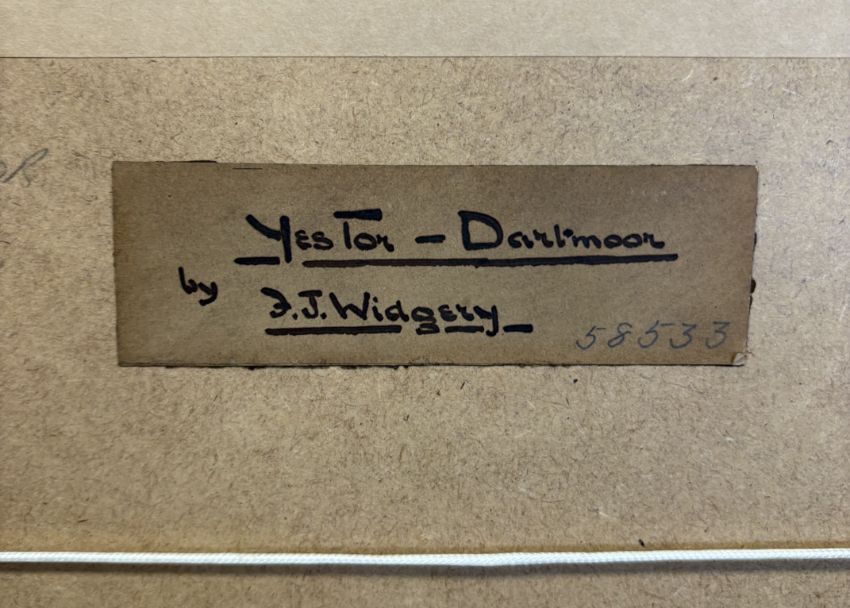 Yes Tor - Dartmoor
by F.J. Widgery
58533